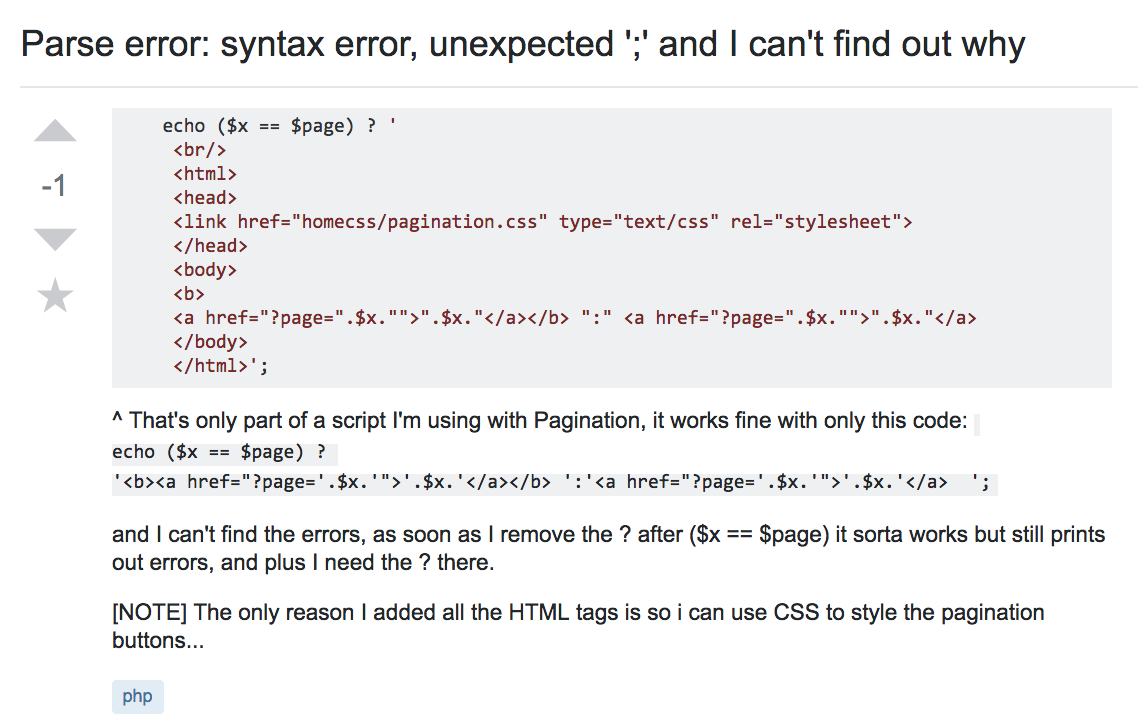 Parse error: syntax error, unexpected ';' and I can't find out why
echo ($x == $page) ? '
<br/>
<html>
<head>
<link href="homecss/pagination.css" type="text/css" rel="stylesheet">
</head>
<body>
<b>
<a href="?page=".$x."">".$x."</a></b> ":" <a href="?page=".$x."">".$x."</a>
</body>
</html>';
-1
^ That's only part of a script I'm using with Pagination, it works fine with only this code:
echo ($x == $page) ?
'<b><a href="?page='.$x.'">'.$x.'</a></b> ':'<a href="?page='.$x.'">'.$x.'</a>  ';
and I can't find the errors, as soon as I remove the ? after ($x == $page) it sorta works but still prints
out errors, and plus I need the ? there.
[NOTE] The only reason I added all the HTML tags is so i can use CSS to style the pagination
buttons...
php